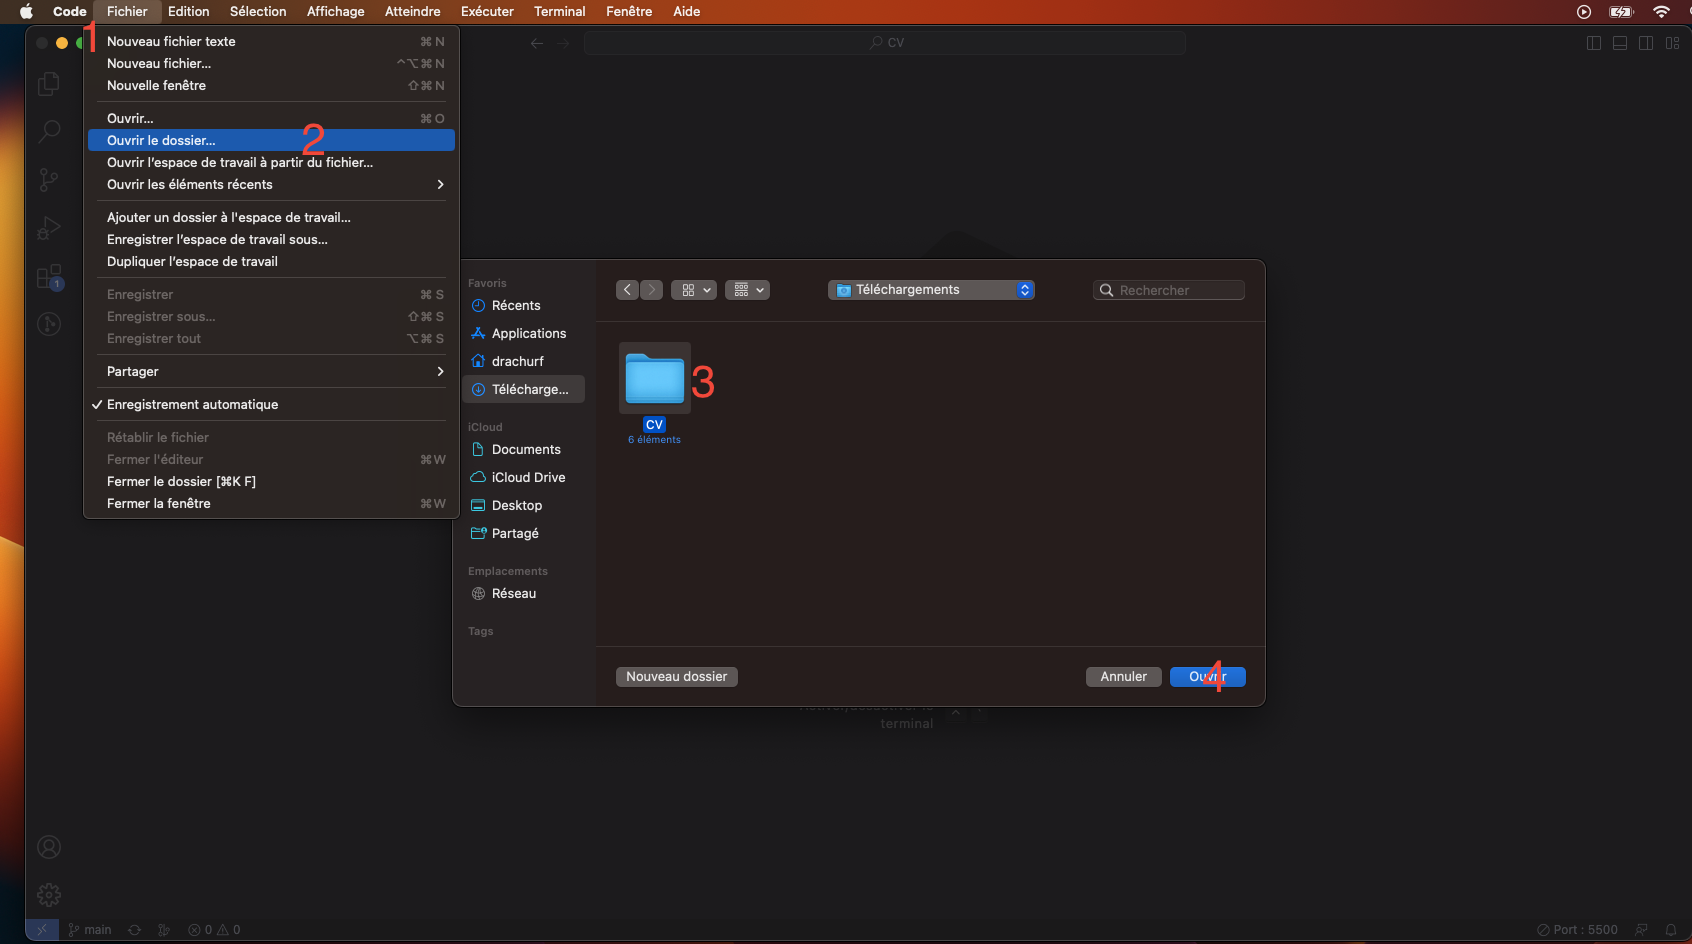 Code Fichier Edition Sélection Affichage Atteindre Exécuter Terminal Fenêtre Aide
1
CV
Nouveau fichier texte ⌘ N
Nouveau fichier... ^⌥⌘ N
Nouvelle fenêtre ⇧⌘ N
Ouvrir... ⌘ O
Ouvrir le dossier...
2
Ouvrir l’espace de travail à partir du fichier...
Ouvrir les éléments récents
Ajouter un dossier à l'espace de travail...
Enregistrer l’espace de travail sous...
Dupliquer l’espace de travail
Enregistrer ⌘ S
Enregistrer sous... ⇧⌘ S
Enregistrer tout ⌥⌘ S
Partager
✓ Enregistrement automatique
Rétablir le fichier
Fermer l'éditeur ⌘W
Fermer le dossier [⌘K F]
Fermer la fenêtre ⌘W
1
Favoris
Récents
Applications
drachurf
Télécharge...
iCloud
Documents
iCloud Drive
Desktop
Partagé
Emplacements
Réseau
Tags
Téléchargements
Rechercher
3
CV
6 éléments
Nouveau dossier
Annuler
Ouvrir
4
terminal
main
0 0
Port : 5500